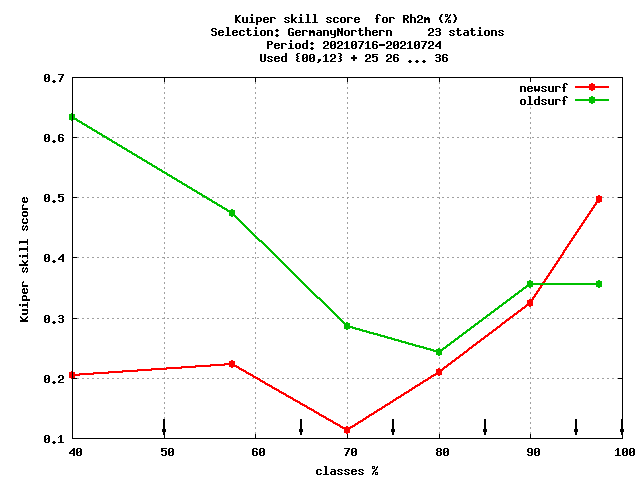 Kuiper skill score  for Rh2m (%)
Selection: GermanyNorthern     23 stations
Period: 20210716-20210724
Used {00,12} + 25 26 ... 36
newsurf
oldsurf
0.7
0.6
0.5
0.4
0.3
0.2
0.1
Kuiper skill score
40 50 60 70 80 90 100
classes %